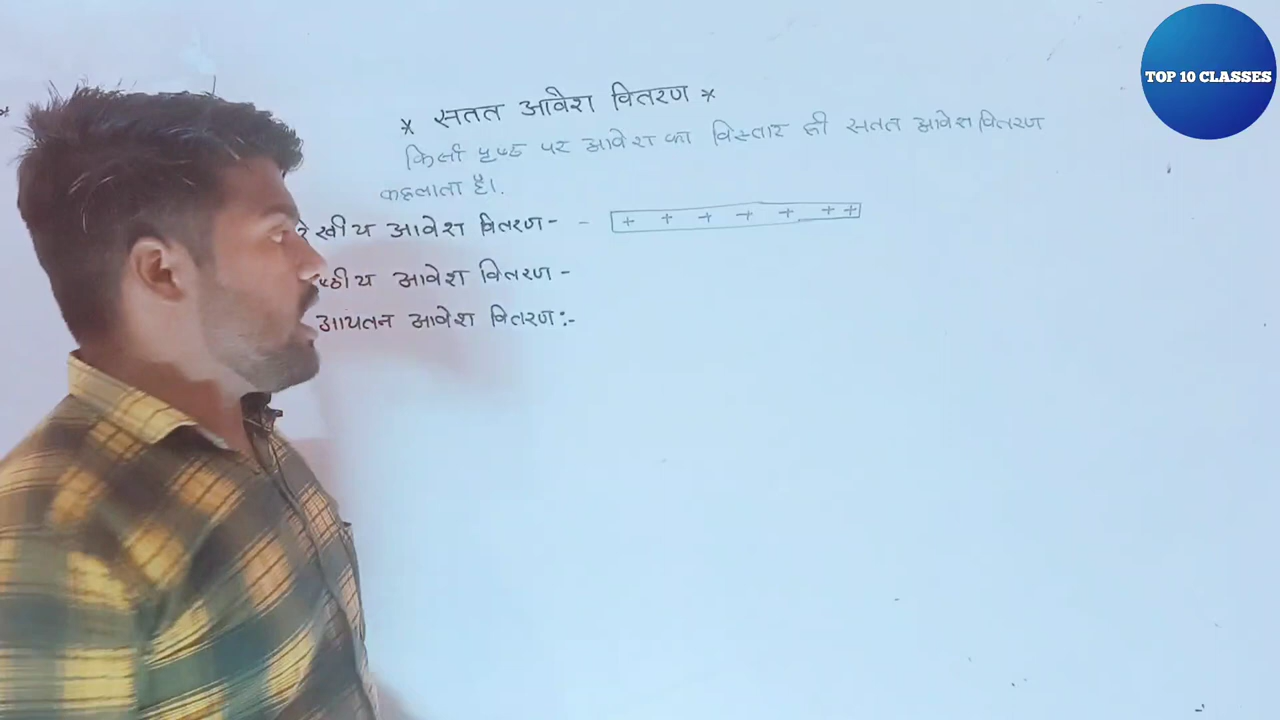 TOP 10 CLASSES
* सतत आवेश वितरण *
किसी पृष्ठ पर आवेश का विस्तार ही सतत आवेश वितरण
कहलाता है।
खीय आवेश वितरण - -
+ + + + + + +
ष्ठीय आवेश वितरण -
आयतन आवेश वितरण :-